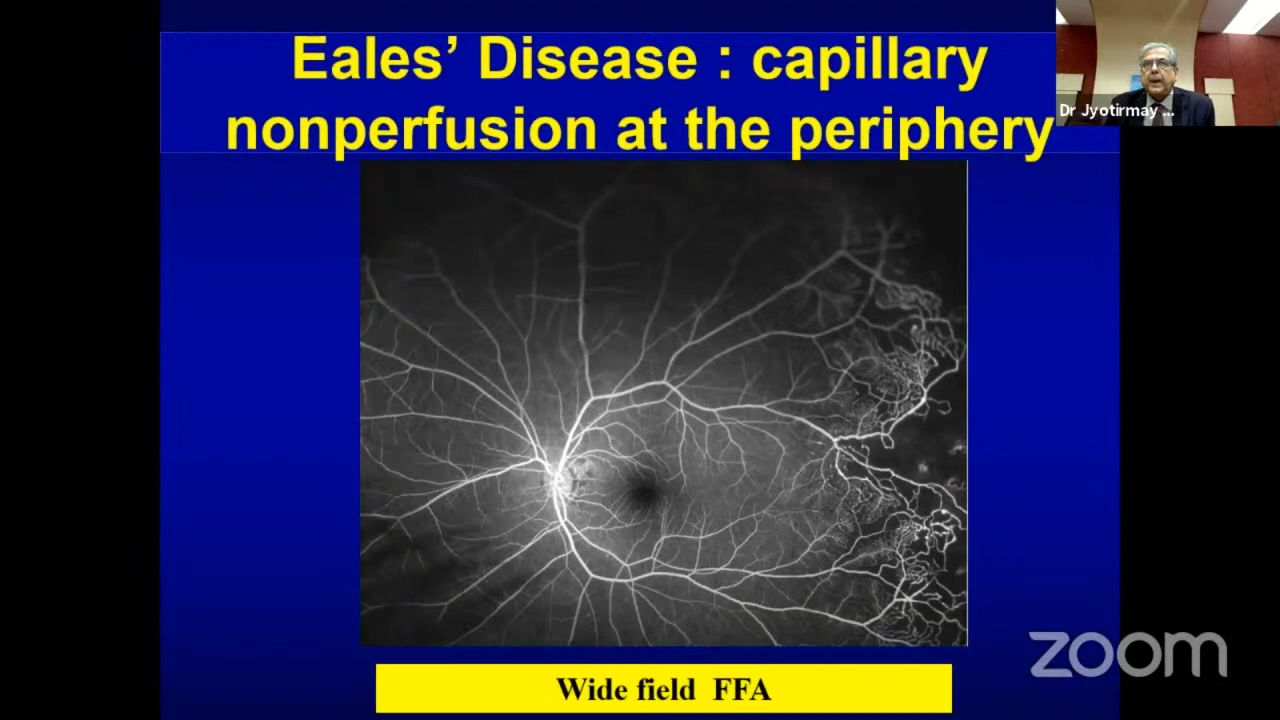 Eales’ Disease : capillary
nonperfusion at the periphery
Dr Jyotirmay ...
Wide field FFA
zoom